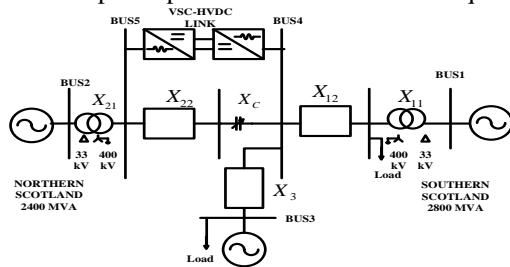 VSC-HVDC
LINK
BUS5
BUS4
BUS2
X21
X22
XC
X12
BUS1
X11
33
kV
400
kV
NORTHERN
SCOTLAND
2400 MVA
X3
400
kV
33
kV
Load
SOUTHERN
SCOTLAND
2800 MVA
BUS3
Load